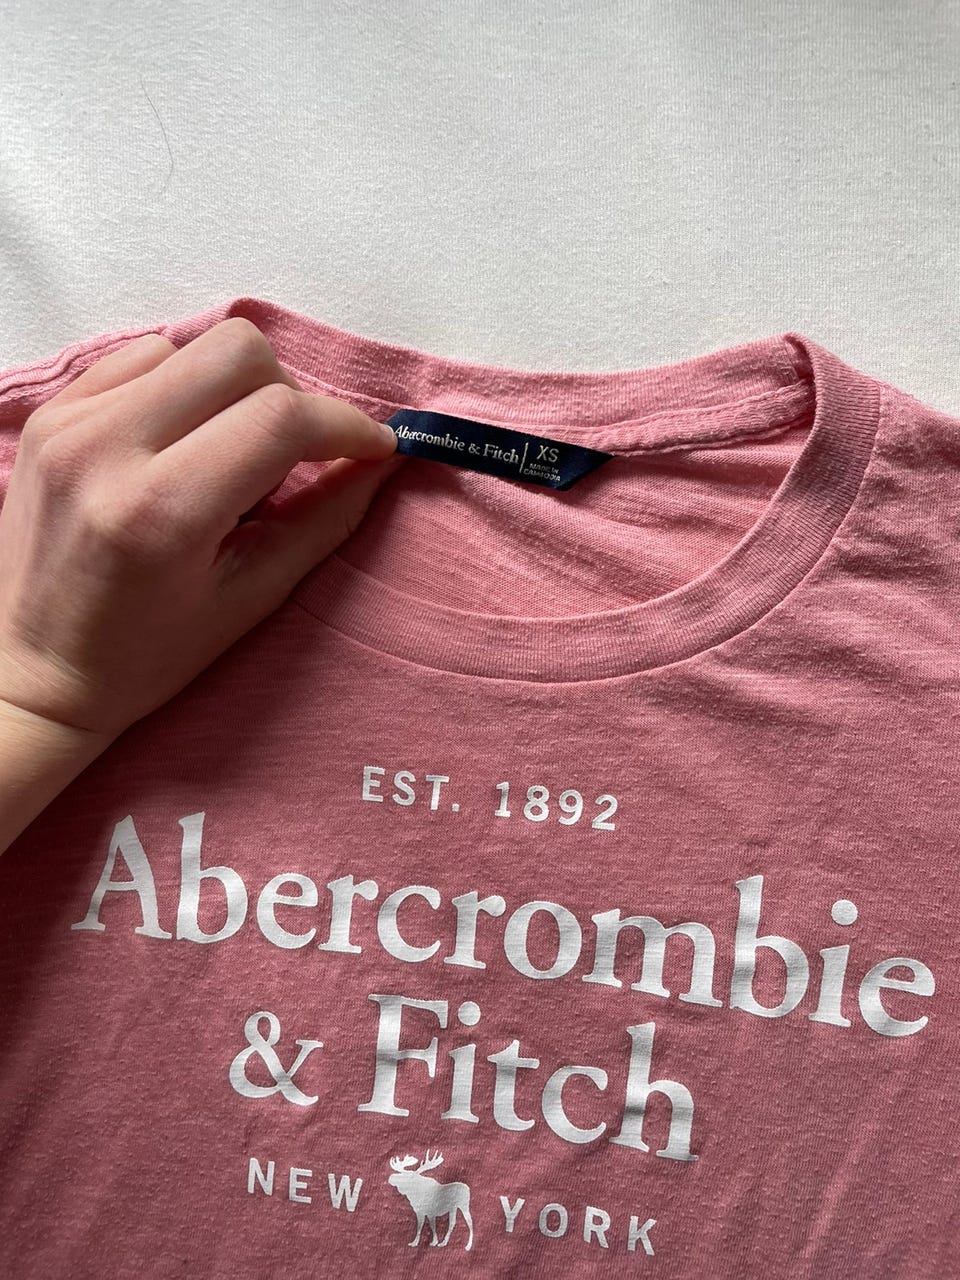 Abercrombie & Fitch
XS
MADE IN
CAMBODIA
EST. 1892
Abercrombie
& Fitch
NEW YORK